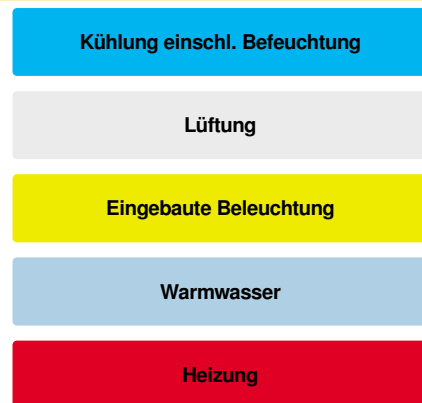 Kühlung einschl. Befeuchtung
Lüftung
Eingebaute Beleuchtung
Warmwasser
Heizung